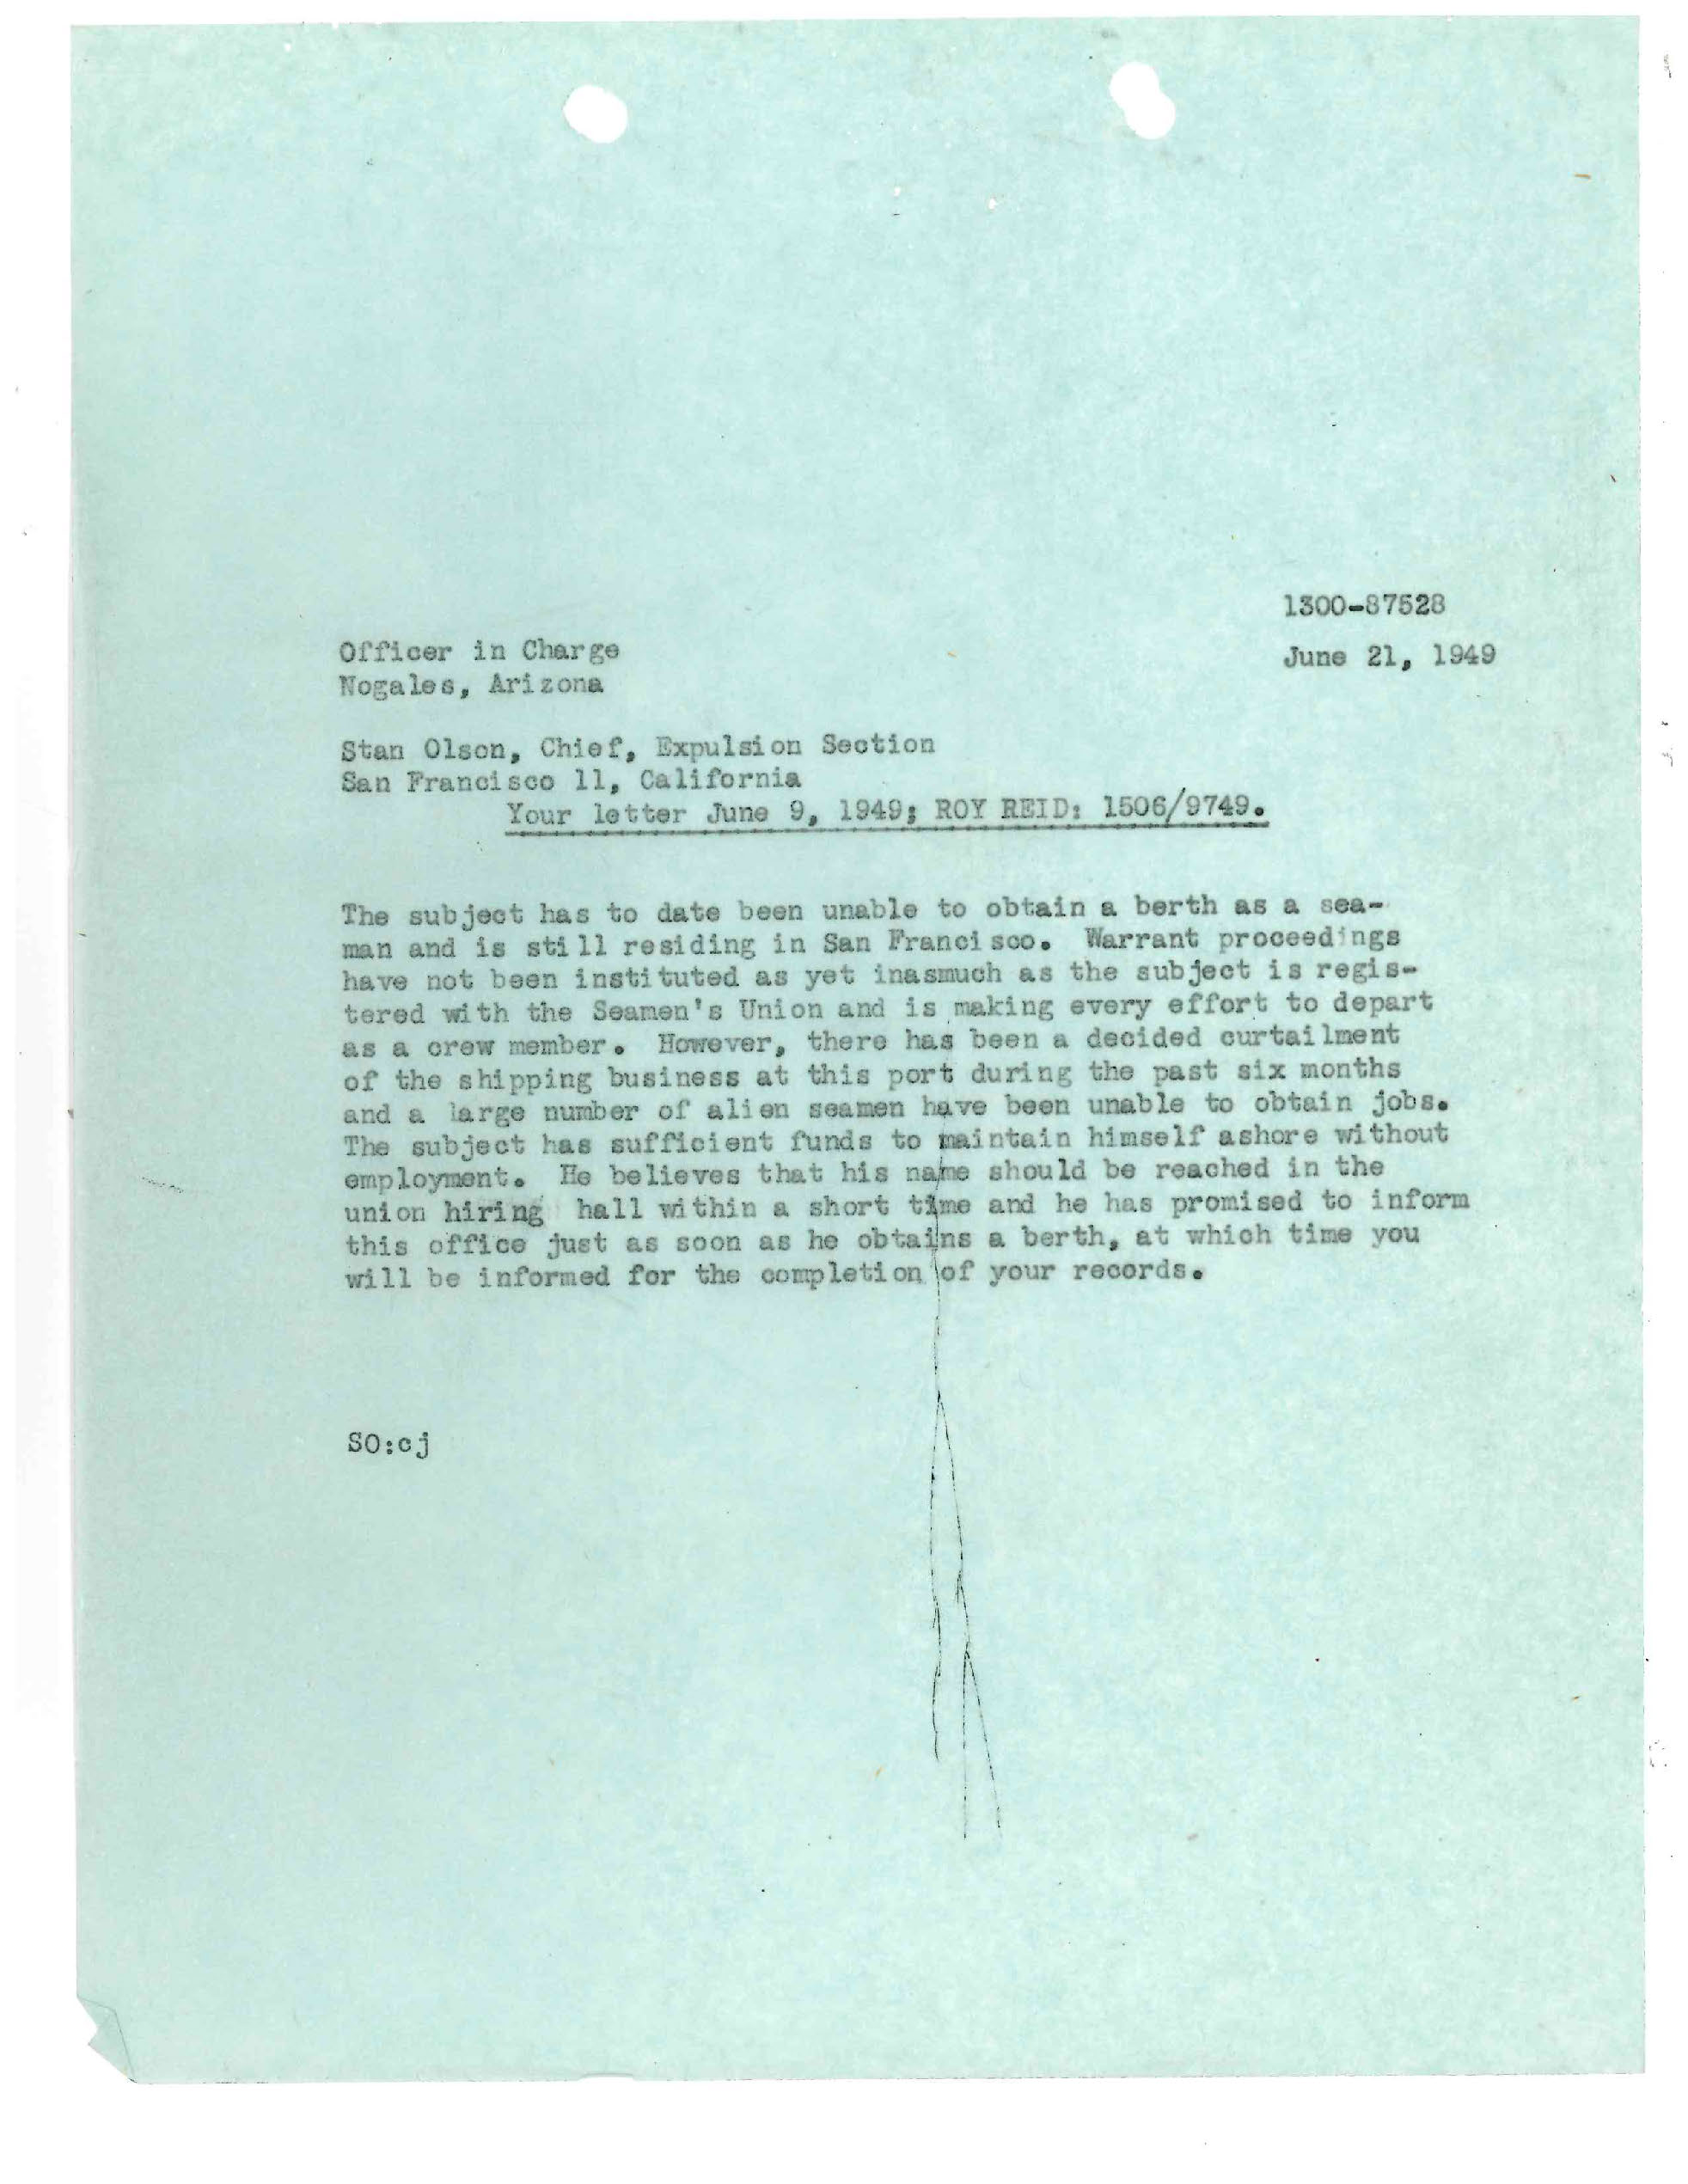 1300-87528
Officer in Charge
June 21, 1949
Nogales, Arizona
Stan Olson, Chief, Expulsion Section
San Francisco 11, California
Your letter June 9, 1949; ROY REID: 1506/9749.
The subject has to date been unable to obtain a berth as a sea-
man and is still residing in San Francisco. Warrant proceedings
have not been instituted as yet inasmuch as the subject is regis-
tered with the Seamen's Union and is making every effort to depart
as a crew member. However, there has been a decided curtailment
of the shipping business at this port during the past six months
and a large number of alien seamen have been unable to obtain jobs.
The subject has sufficient funds to maintain himself ashore without
employment. He believes that his name should be reached in the
union hiring hall within a short time and he has promised to inform
this office just as soon as he obtains a berth, at which time you
will be informed for the completion of your records.
SO:cj